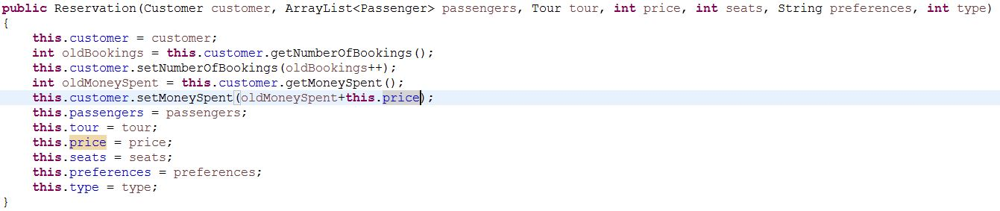 public Reservation(Customer customer, ArrayList<Passenger> passengers, Tour tour, int price, int seats, String preferences, int type)
{
    this.customer = customer;
    int oldBookings = this.customer.getNumberOfBookings();
    this.customer.setNumberOfBookings(oldBookings++);
    int oldMoneySpent = this.customer.getMoneySpent();
    this.customer.setMoneySpent(oldMoneySpent+this.price);
    this.passengers = passengers;
    this.tour = tour;
    this.price = price;
    this.seats = seats;
    this.preferences = preferences;
    this.type = type;
}